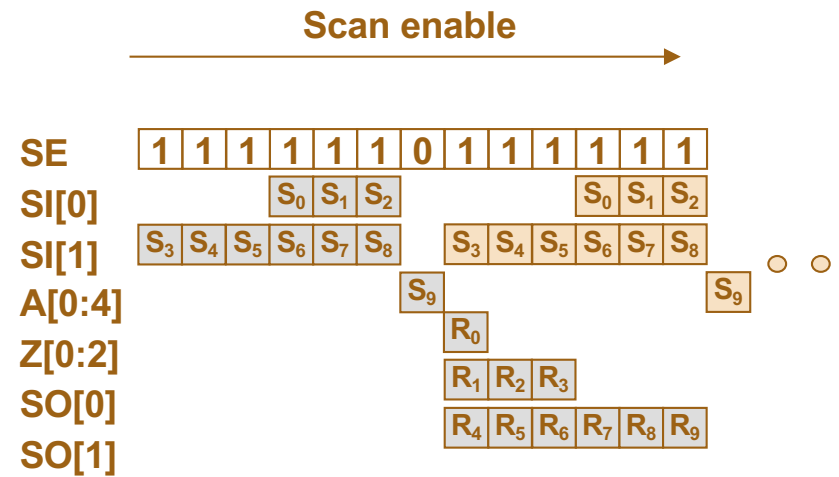 Scan enable
SE 1 1 1 1 1 1 0 1 1 1 1 1 1
SI[0] S₀ S₁ S₂ S₀ S₁ S₂
SI[1] S₃ S₄ S₅ S₆ S₇ S₈ S₃ S₄ S₅ S₆ S₇ S₈
A[0:4] S₉ S₉
Z[0:2] R₀
SO[0] R₁ R₂ R₃
SO[1] R₄ R₅ R₆ R₇ R₈ R₉